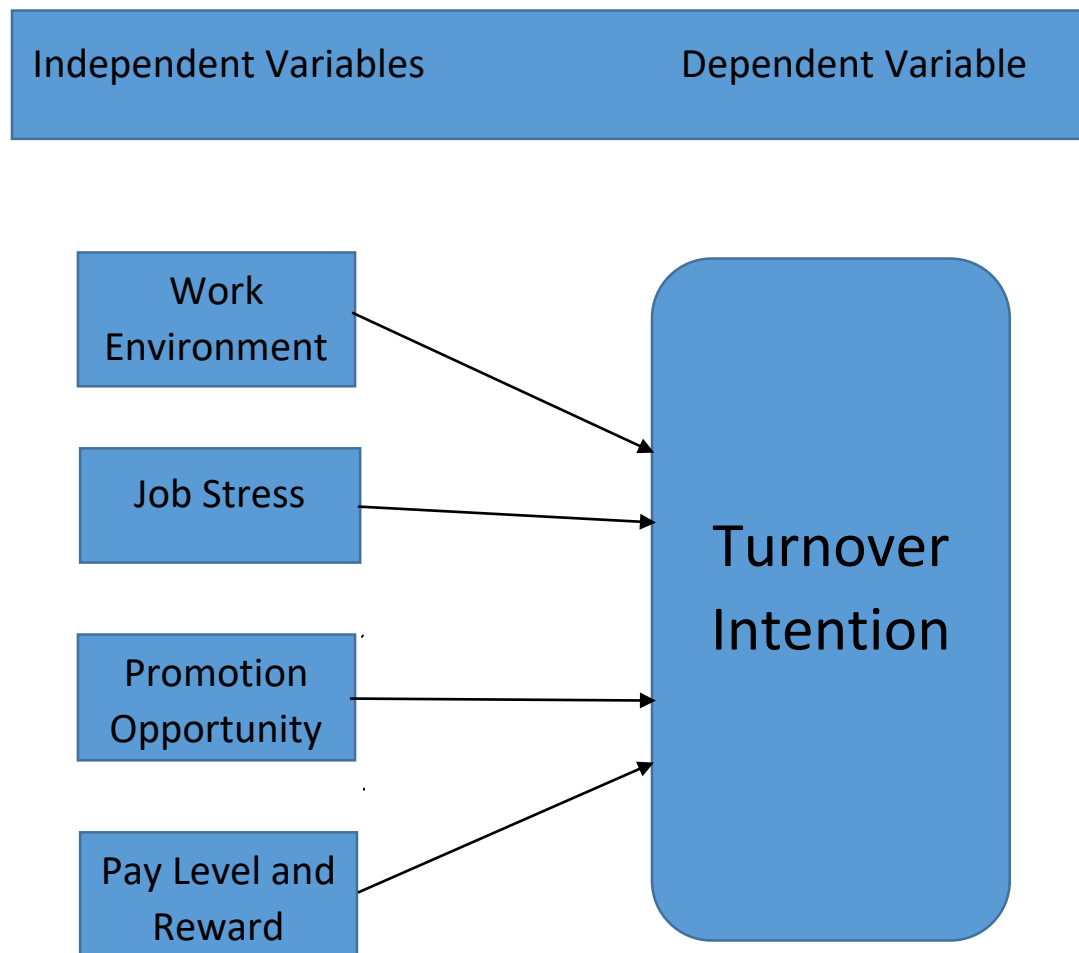 Independent Variables Dependent Variable
Work
Environment
Job Stress
Turnover
Intention
Promotion
Opportunity
Pay Level and
Reward